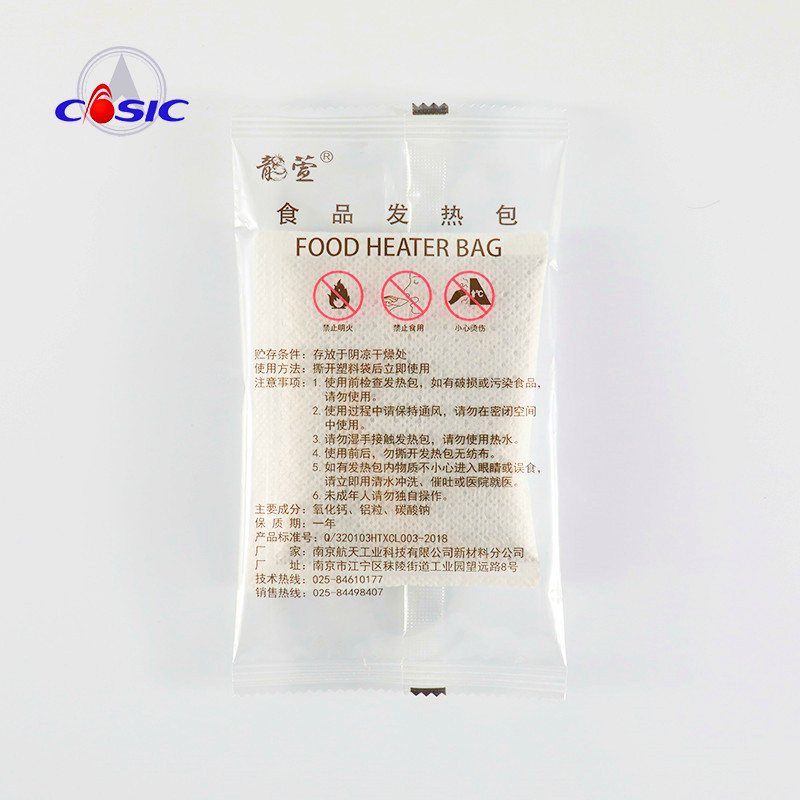 CASIC
龍萱®
食品发热包
FOOD HEATER BAG
禁止明火 禁止食用 小心烫伤
贮存条件：存放于阴凉干燥处
使用方法：撕开塑料袋后立即使用
注意事项：1. 使用前检查发热包，如有破损或污染食品，
请勿使用。
2. 使用过程中请保持通风，请勿在密闭空间
中使用。
3. 请勿湿手接触发热包，请勿使用热水。
4. 使用前后，勿撕开发热包无纺布。
5. 如有发热包内物质不小心进入眼睛或误食，
请立即用清水冲洗、催吐或医院就医。
6. 未成年人请勿独自操作。
主要成分：氧化钙、铝粒、碳酸钠
保 质 期：一年
产品标准号：Q/320103HTXCL003-2018
厂 家：南京航天工业科技有限公司新材料分公司
厂 址：南京市江宁区秣陵街道工业园望远路8号
技术热线：025-84610177
销售热线：025-84498407